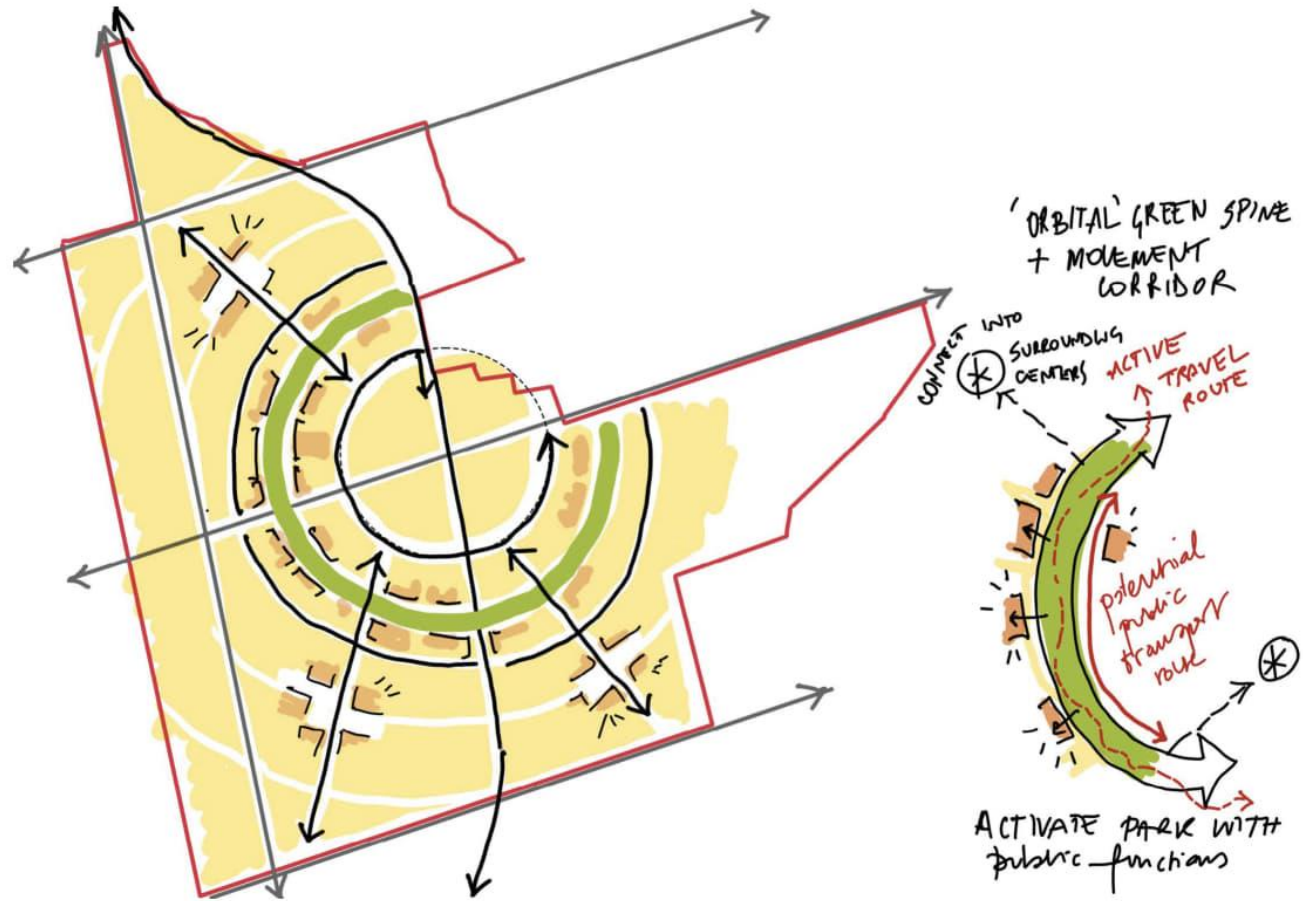 'ORBITAL' GREEN SPINE
+ MOVEMENT
CORRIDOR
CONNECT INTO
SURROUNDING
CENTERS
ACTIVE
TRAVEL
ROUTE
potential
public
transport
route
ACTIVATE PARK WITH
public functions